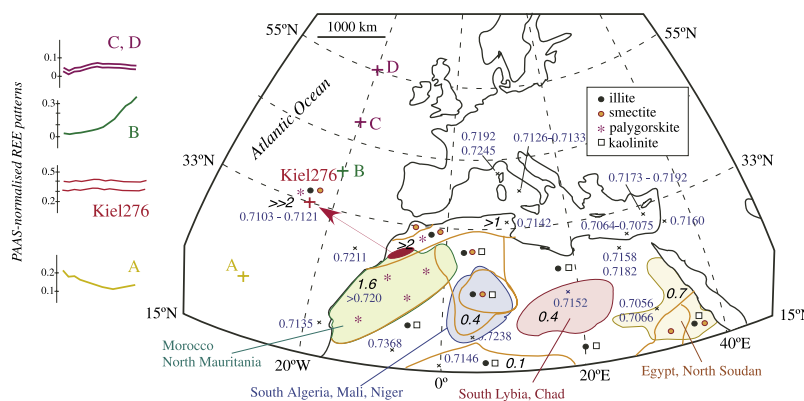 C, D
0.1
0
0.3
0.1
B
0.5
0.2
Kiel276
A
0.2
0.1
PAAS-normalised REE patterns
55ºN
1000 km
55ºN
D
Atlantic Ocean
C
illite
smectite
palygorskite
kaolinite
33ºN
33ºN
0.7192
0.7245
0.7126-0.7133
B
Kiel276
>>2
0.7103 - 0.7121
0.7173 - 0.7192
>1
0.7142
0.7064-0.7075
0.7160
>2
0.7211
0.7158
0.7182
A
1.6
>0.720
0.7152
0.4
0.4
0.7056
0.7066
0.7
15ºN
15ºN
0.7135
0.7368
0.7238
0.7146
0.1
Morocco
North Mauritania
20ºW
0º
20ºE
40ºE
South Algeria, Mali, Niger
South Lybia, Chad
Egypt, North Soudan